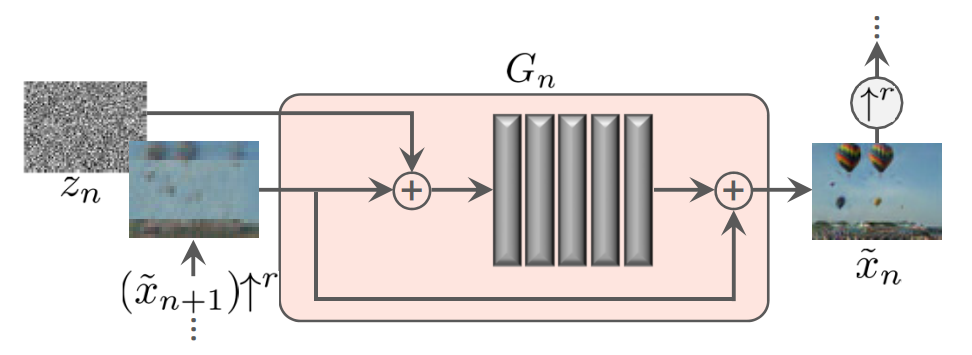 G_n
↑r
z_n
+
+
(x̃_{n+1})↑^r
x̃_n